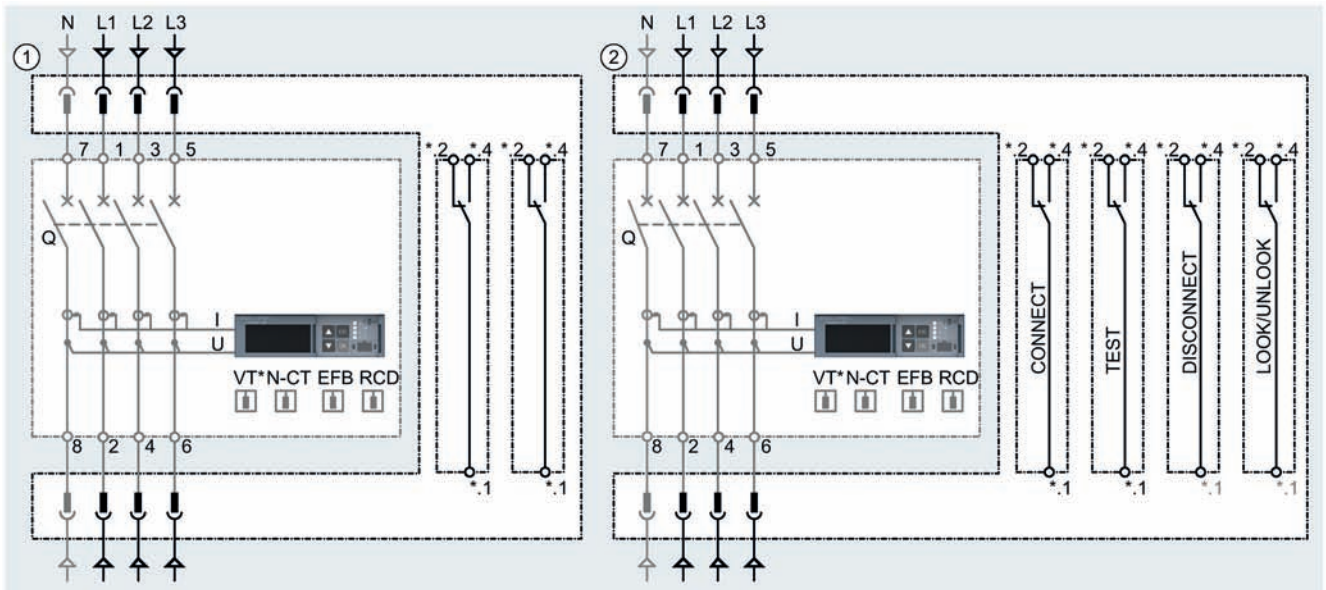 N L1 L2 L3
1
7 1 3 5
*.2 *.4 *.2 *.4
Q
I
U
VT* N-CT EFB RCD
8 2 4 6
*.1 *.1
N L1 L2 L3
2
7 1 3 5
*.2 *.4 *.2 *.4 *.2 *.4 *.2 *.4
Q
I
U
VT* N-CT EFB RCD
CONNECT
TEST
DISCONNECT
LOOK/UNLOOK
8 2 4 6
*.1 *.1 *.1 *.1